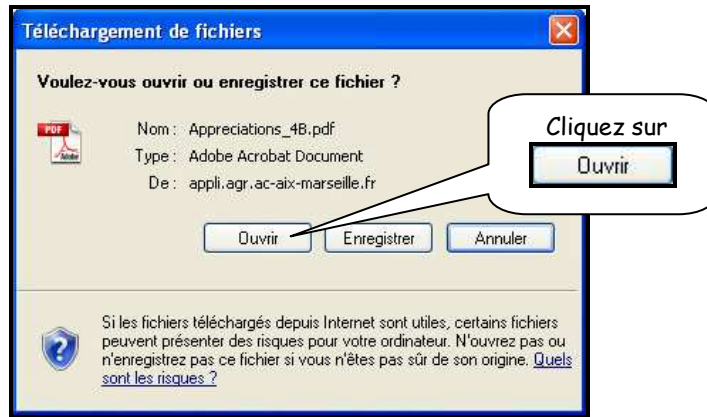 Téléchargement de fichiers
Voulez-vous ouvrir ou enregistrer ce fichier ?
PDF
Adobe
Nom : Appreciations_4B.pdf
Type : Adobe Acrobat Document
De : appli.agr.ac-aix-marseille.fr
Cliquez sur
Ouvrir
Ouvrir Enregistrer Annuler
Si les fichiers téléchargés depuis Internet sont utiles, certains fichiers
peuvent présenter des risques pour votre ordinateur. N'ouvrez pas ou
n'enregistrez pas ce fichier si vous n'êtes pas sûr de son origine. Quels
sont les risques ?